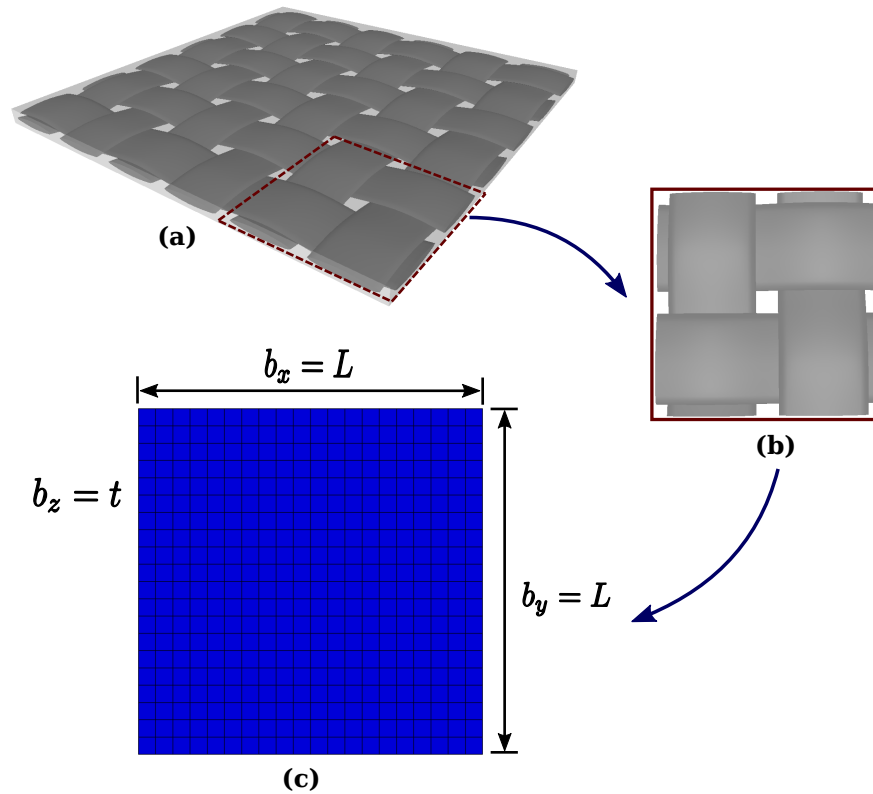 (a)
(b)
b_x = L
b_z = t
b_y = L
(c)